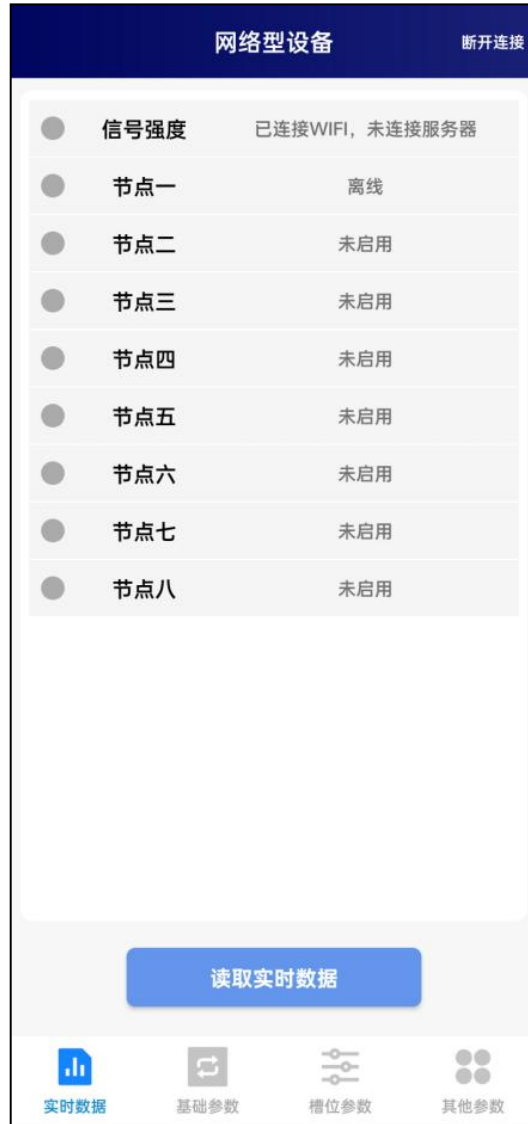 网络型设备 断开连接
信号强度 已连接WIFI，未连接服务器
节点一 离线
节点二 未启用
节点三 未启用
节点四 未启用
节点五 未启用
节点六 未启用
节点七 未启用
节点八 未启用
读取实时数据
实时数据 基础参数 槽位参数 其他参数